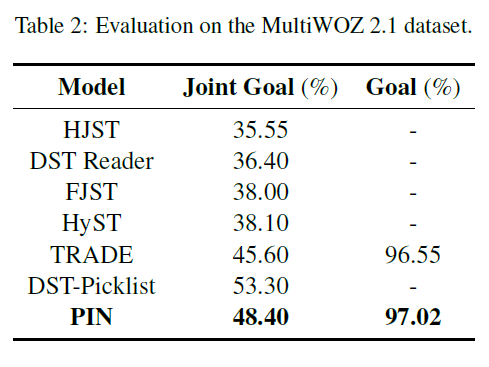 Table 2: Evaluation on the MultiWOZ 2.1 dataset.
Model Joint Goal (%) Goal (%)
HJST 35.55 -
DST Reader 36.40 -
FJST 38.00 -
HyST 38.10 -
TRADE 45.60 96.55
DST-Picklist 53.30 -
PIN 48.40 97.02